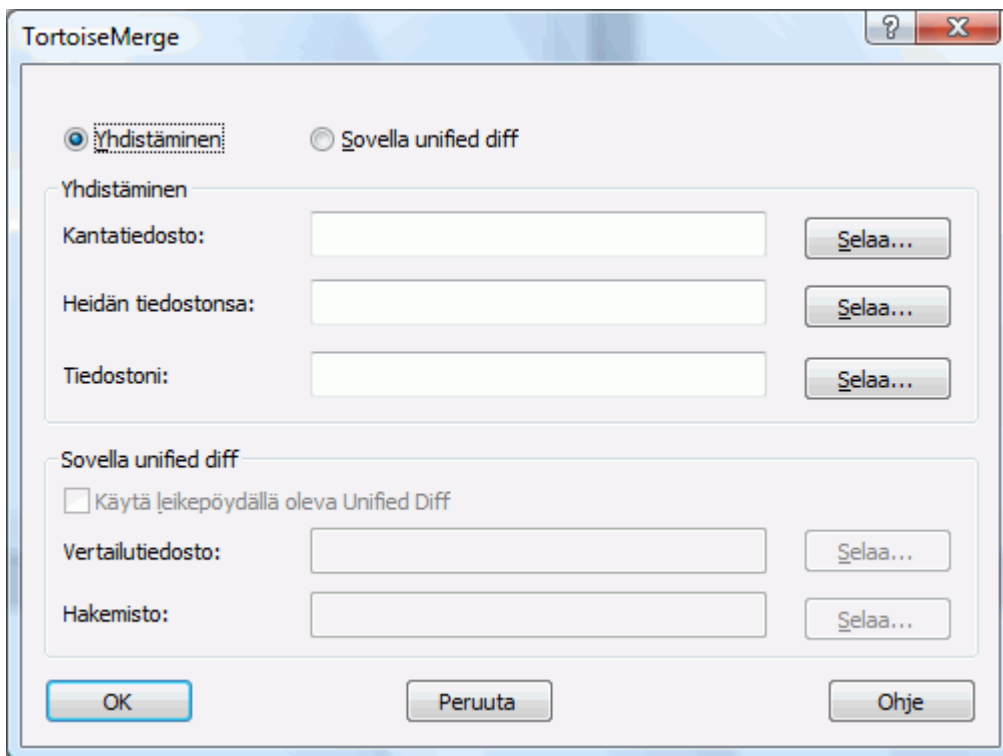 TortoiseMerge
Yhdistäminen Sovella unified diff
Yhdistäminen
Kantatiedosto: Selaa...
Heidän tiedostonsa: Selaa...
Tiedostoni: Selaa...
Sovella unified diff
Käytä leikepöydällä oleva Unified Diff
Vertailutiedosto: Selaa...
Hakemisto: Selaa...
OK Peruuta Ohje